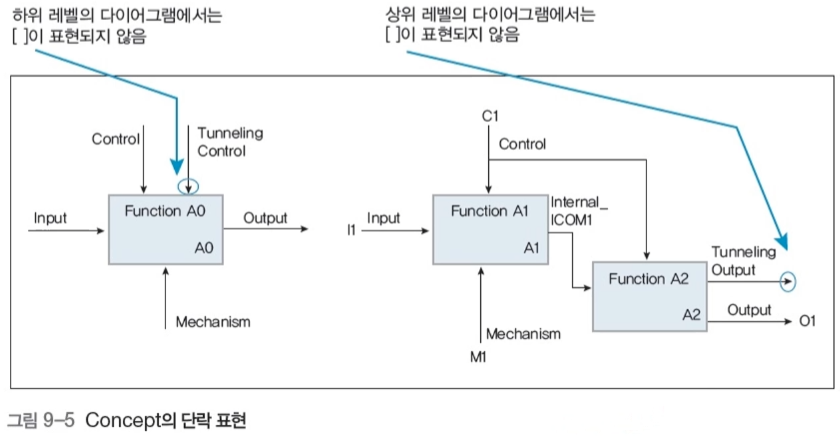 하위 레벨의 다이어그램에서는
[ ]이 표현되지 않음
상위 레벨의 다이어그램에서는
[ ]이 표현되지 않음
Control
Tunneling
Control
Input
Function A0
A0
Output
Mechanism
C1
Control
I1
Input
Function A1
A1
Internal_
ICOM1
Mechanism
M1
Function A2
A2
Tunneling
Output
Output
O1
그림 9-5 Concept의 단락 표현